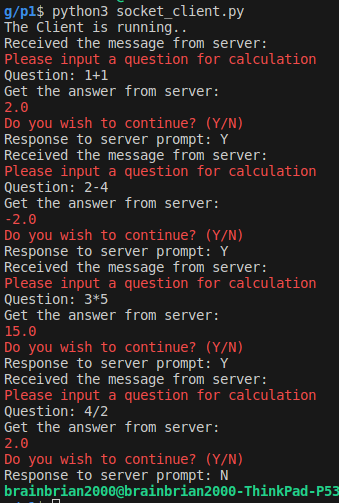 g/p1$ python3 socket_client.py
The Client is running..
Received the message from server:
Please input a question for calculation
Question: 1+1
Get the answer from server:
2.0
Do you wish to continue? (Y/N)
Response to server prompt: Y
Received the message from server:
Please input a question for calculation
Question: 2-4
Get the answer from server:
-2.0
Do you wish to continue? (Y/N)
Response to server prompt: Y
Received the message from server:
Please input a question for calculation
Question: 3*5
Get the answer from server:
15.0
Do you wish to continue? (Y/N)
Response to server prompt: Y
Received the message from server:
Please input a question for calculation
Question: 4/2
Get the answer from server:
2.0
Do you wish to continue? (Y/N)
Response to server prompt: N
brainbrian2000@brainbrian2000-ThinkPad-P53